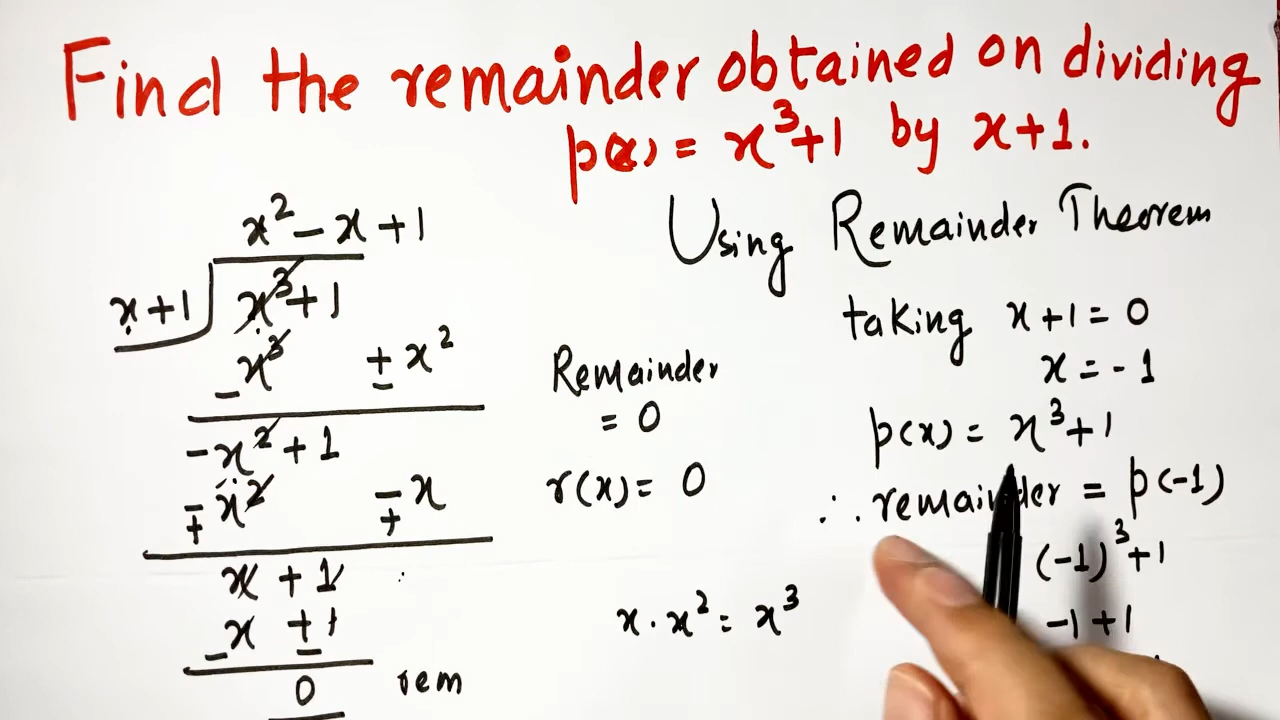 Find the remainder obtained on dividing
p(x) = x³+1 by x+1.
x² - x + 1
x+1 x³+1
- x³ ± x²
- x² + 1
∓ x² ∓ x
x + 1
- x ± 1
0 rem
Remainder
= 0
r(x) = 0
x · x² = x³
Using Remainder Theorem
taking x+1 = 0
x = - 1
p(x) = x³+1
∴ remainder = p(-1)
(-1)³+1
-1 +1